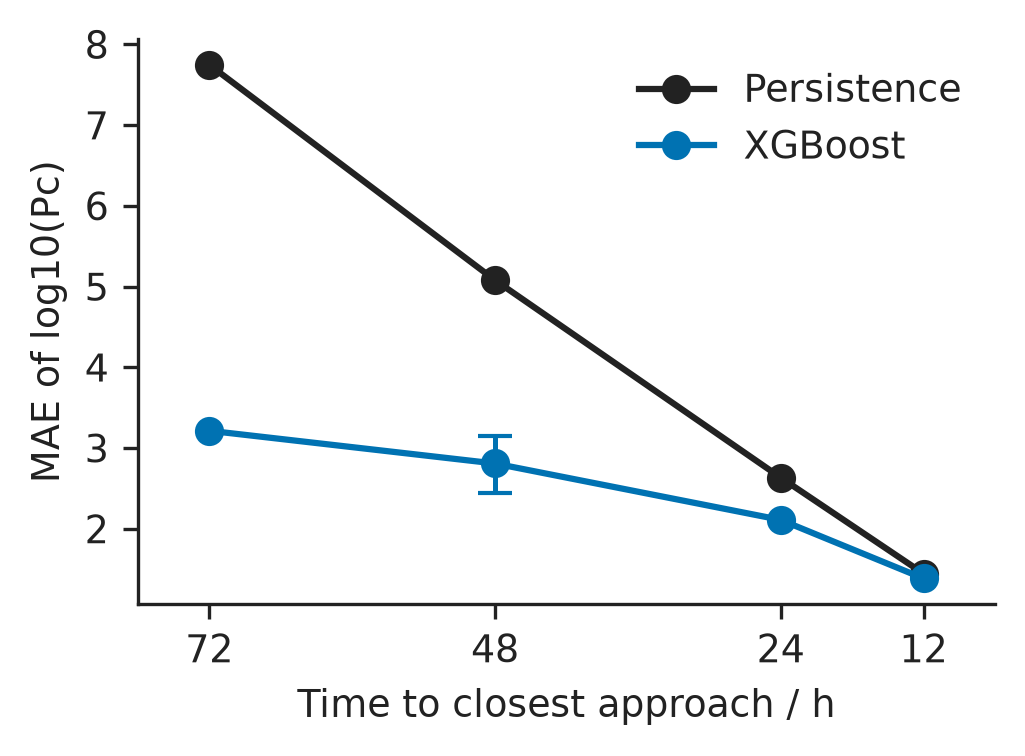 8
7
6
5
4
3
2
MAE of log10(Pc)
Persistence
XGBoost
72 48 24 12
Time to closest approach / h